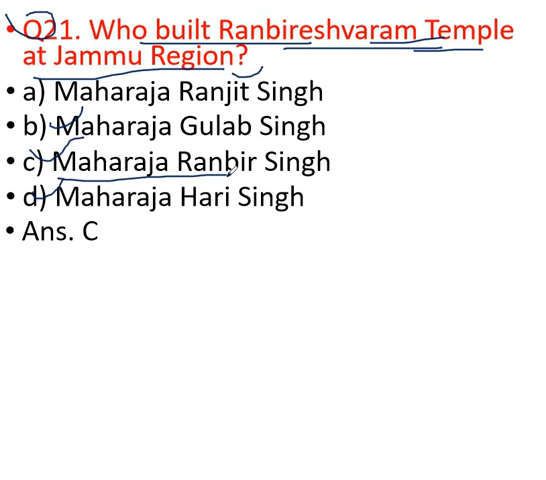 • Q21. Who built Ranbireshvaram Temple
at Jammu Region?
• a) Maharaja Ranjit Singh
• b) Maharaja Gulab Singh
• c) Maharaja Ranbir Singh
• d) Maharaja Hari Singh
• Ans. C